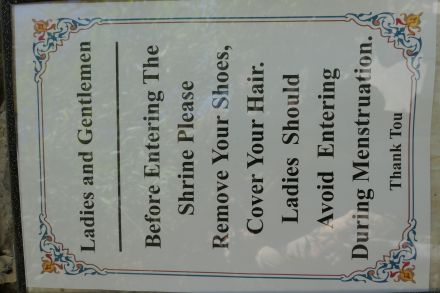 Ladies and Gentlemen
Before Entering The
Shrine Please
Remove Your Shoes,
Cover Your Hair.
Ladies Should
Avoid Entering
During Menstruation.
Thank Tou